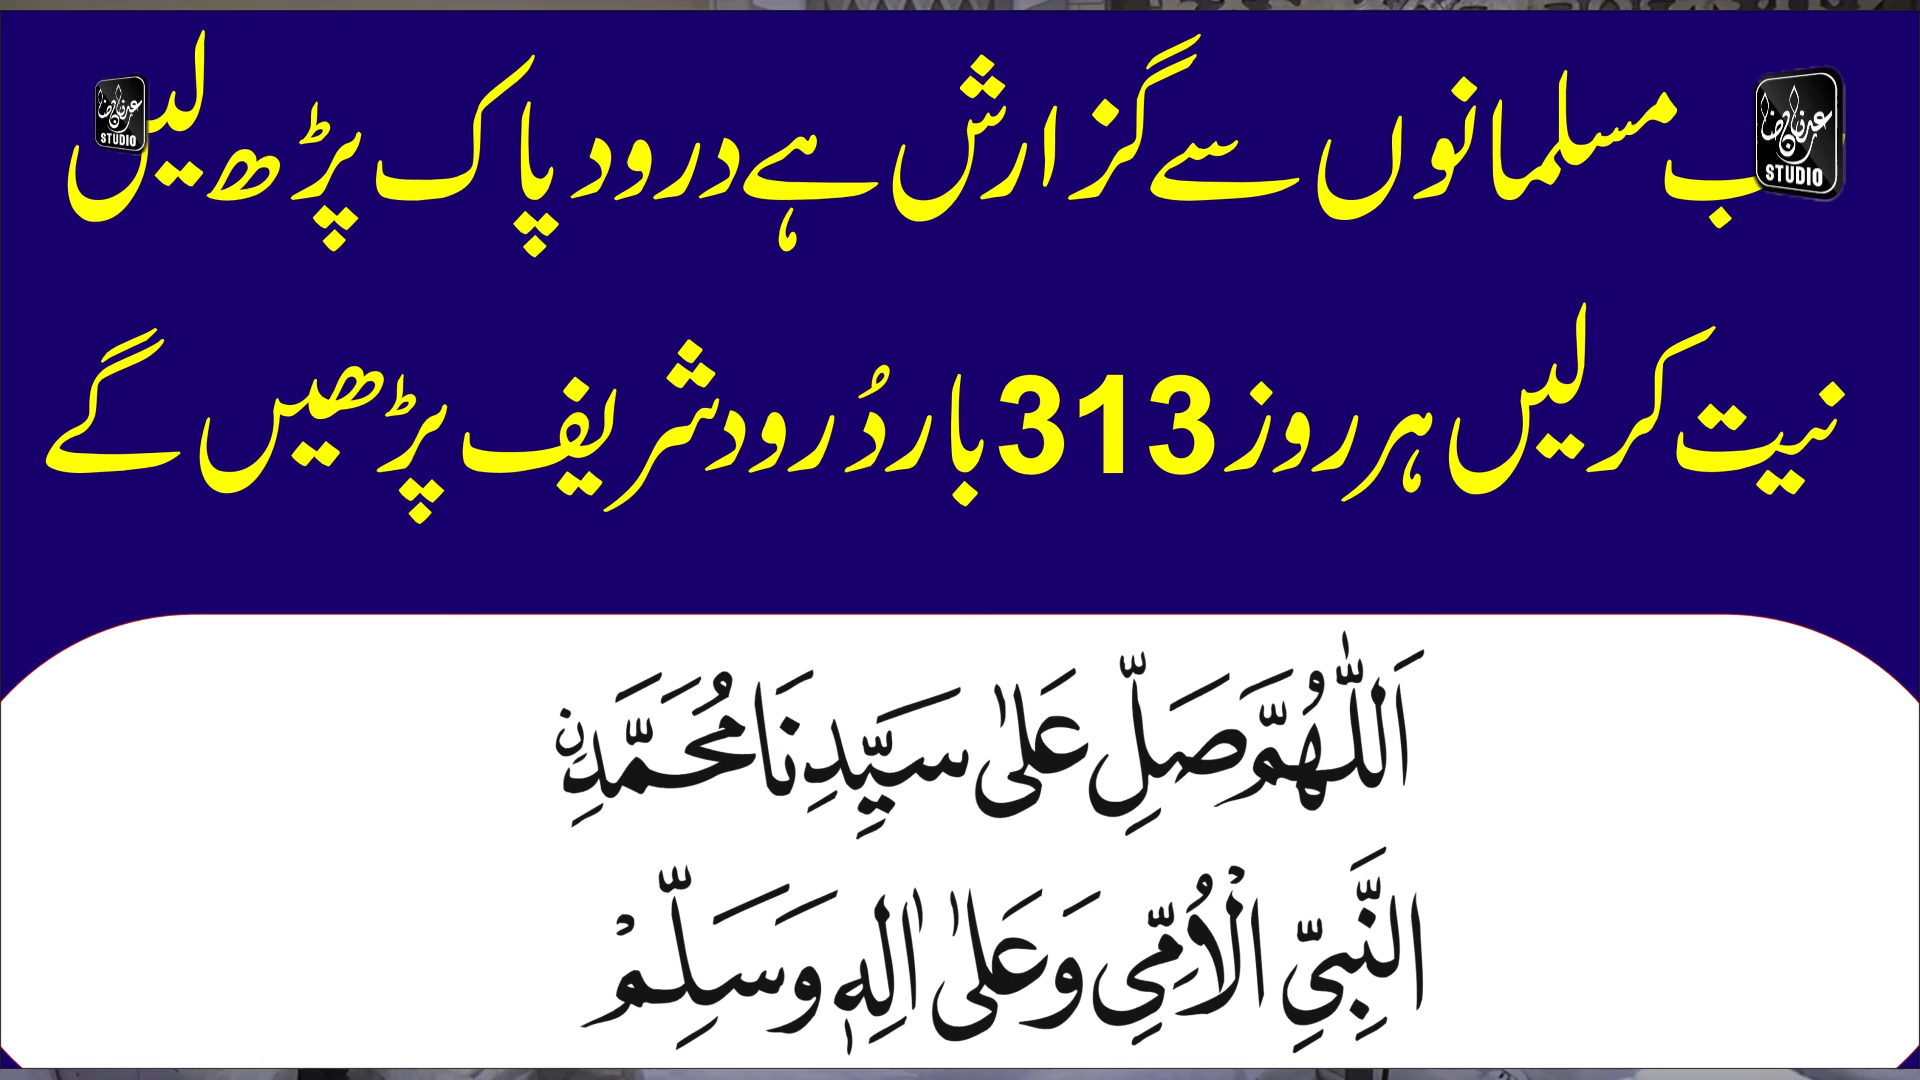 مسلمانوں سے گزارش ہے درود پاک پڑھ لیں
نیت کرلیں ہر روز 313 بار دُرود شریف پڑھیں گے
اَللّٰهُمَّ صَلِّ عَلٰى سَيِّدِنَا مُحَمَّدِنِ
النَّبِيِّ الْاُمِّيِ وَعَلٰى اٰلِهٖ وَسَلِّمْ
STUDIO
STUDIO